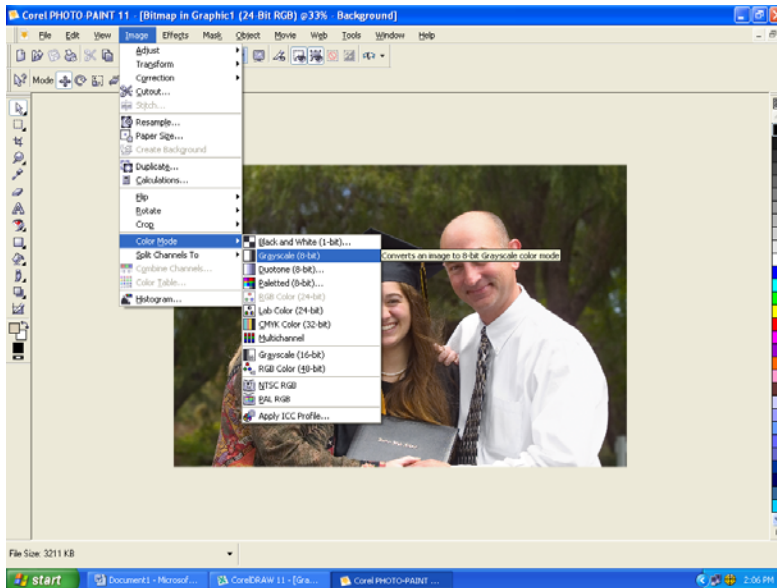 Corel PHOTO-PAINT 11 - [Bitmap in Graphic1 (24-Bit RGB) @33% - Background]
File Edit View Image Effects Mask Object Movie Web Tools Window Help
Mode
Adjust
Transform
Correction
Cutout...
Stitch...
Resample...
Paper Size...
Create Background
Duplicate...
Calculations...
Flip
Rotate
Crop
Color Mode
Split Channels To
Combine Channels...
Color Table...
Histogram...
Black and White (1-bit)...
Grayscale (8-bit)
Converts an image to 8-bit Grayscale color mode
Duotone (8-bit)...
Paletted (8-bit)...
RGB Color (24-bit)
Lab Color (24-bit)
CMYK Color (32-bit)
Multichannel
Grayscale (16-bit)
RGB Color (48-bit)
NTSC RGB
PAL RGB
Apply ICC Profile...
File Size: 3211 KB
start Document1 - Microsof... CorelDRAW 11 - [Gra... Corel PHOTO-PAINT ... 2:06 PM